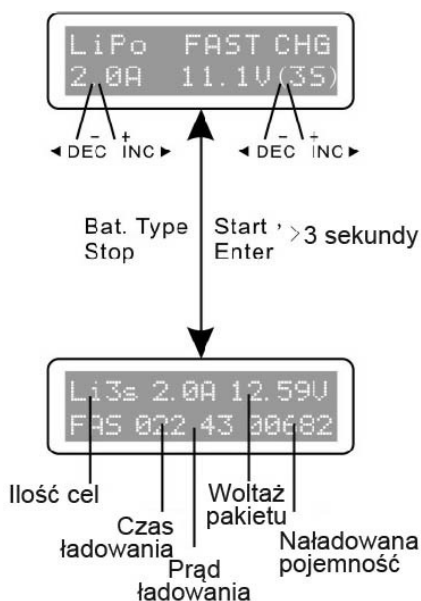 LiPo FAST CHG
2.0A 11.1V(3S)
− + − +
◄ DEC INC ► ◄ DEC INC ►
Bat. Type Start , >3 sekundy
Stop Enter
Li3s 2.0A 12.59V
FAS 022 43 00682
Ilość cel
Czas ładowania
Prąd ładowania
Woltaż pakietu
Naładowana pojemność